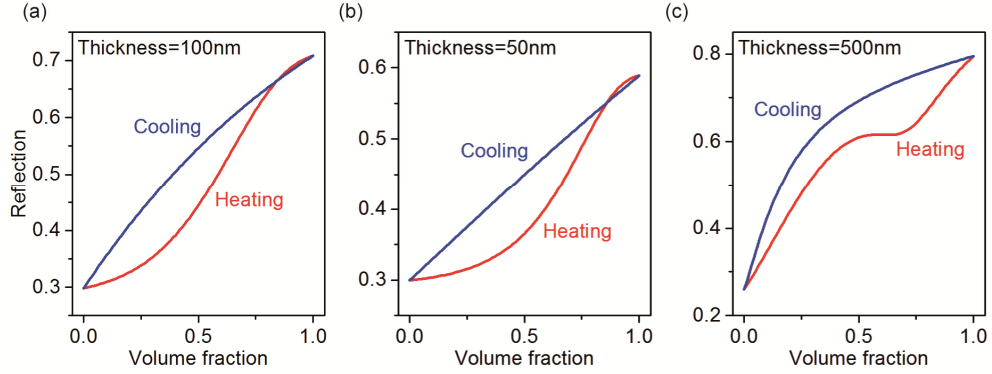 (a)
Thickness=100nm
Reflection
0.7
0.6
0.5
0.4
0.3
Cooling
Heating
0.0
0.5
1.0
Volume fraction
(b)
Thickness=50nm
0.6
0.5
0.4
0.3
Cooling
Heating
0.0
0.5
1.0
Volume fraction
(c)
Thickness=500nm
0.8
0.6
0.4
0.2
Cooling
Heating
0.0
0.5
1.0
Volume fraction